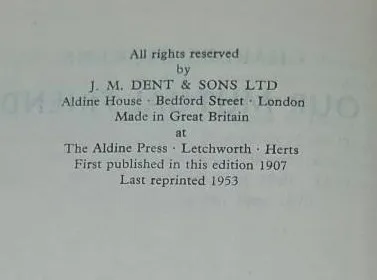 All rights reserved
by
J. M. DENT & SONS LTD
Aldine House · Bedford Street · London
Made in Great Britain
at
The Aldine Press · Letchworth · Herts
First published in this edition 1907
Last reprinted 1953